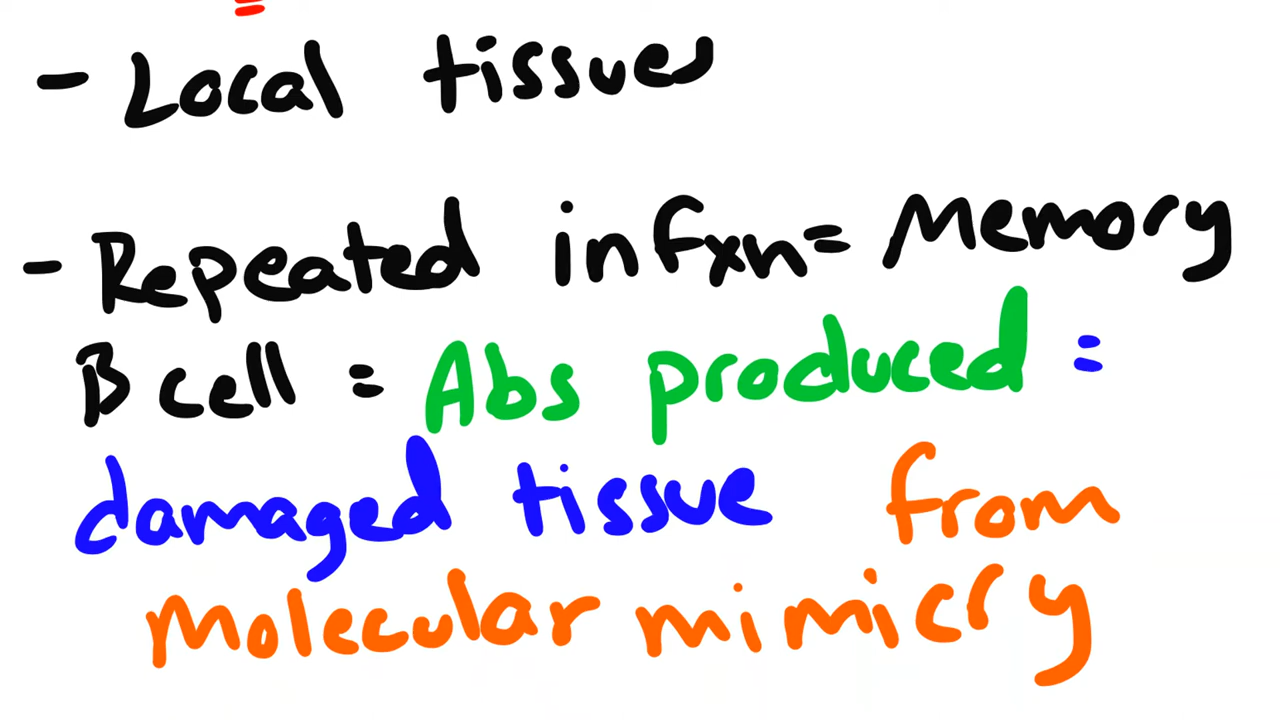 - Local tissues
- Repeated infxn = Memory
B cell = Abs produced =
damaged tissue from
molecular mimicry